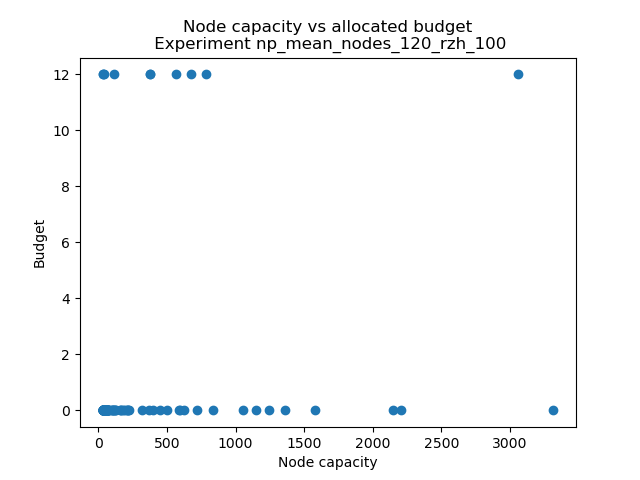 Node capacity vs allocated budget
Experiment np_mean_nodes_120_rzh_100
12
10
8
6
4
2
0
Budget
0 500 1000 1500 2000 2500 3000
Node capacity